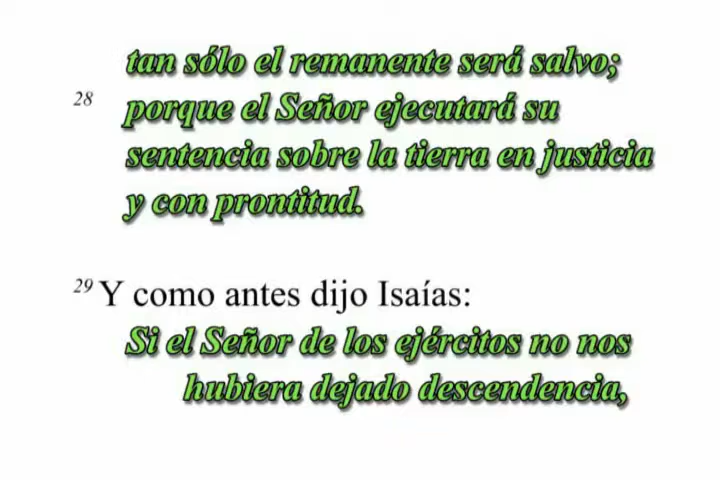 tan sólo el remanente será salvo;
28 porque el Señor ejecutará su
sentencia sobre la tierra en justicia
y con prontitud.
29 Y como antes dijo Isaías:
Si el Señor de los ejércitos no nos
hubiera dejado descendencia,